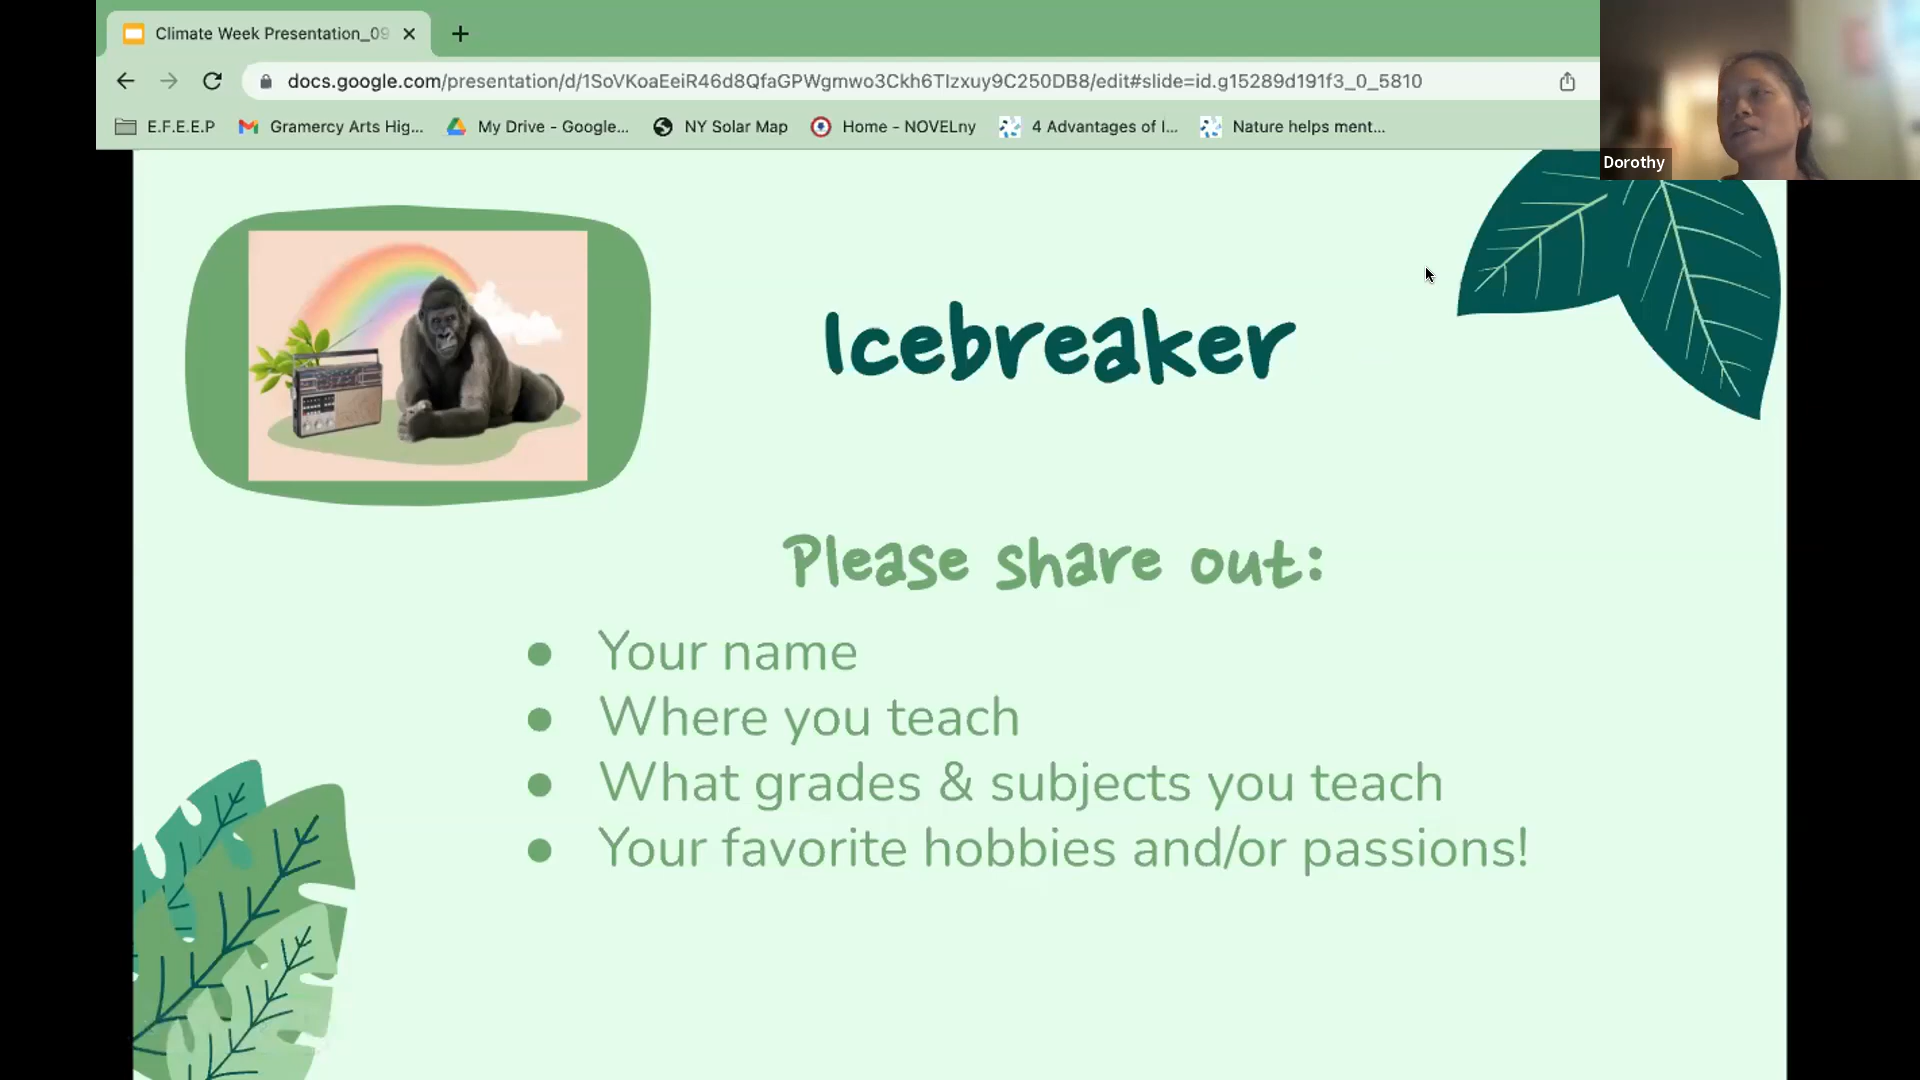 Climate Week Presentation_09
docs.google.com/presentation/d/1SoVKoaEeiR46d8QfaGPWgmwo3Ckh6TIzxuy9C250DB8/edit#slide=id.g15289d191f3_0_5810
E.F.E.E.P
Gramercy Arts Hig...
My Drive - Google...
NY Solar Map
Home - NOVELny
4 Advantages of I...
Nature helps ment...
Dorothy
Icebreaker
Please share out:
● Your name
● Where you teach
● What grades & subjects you teach
● Your favorite hobbies and/or passions!